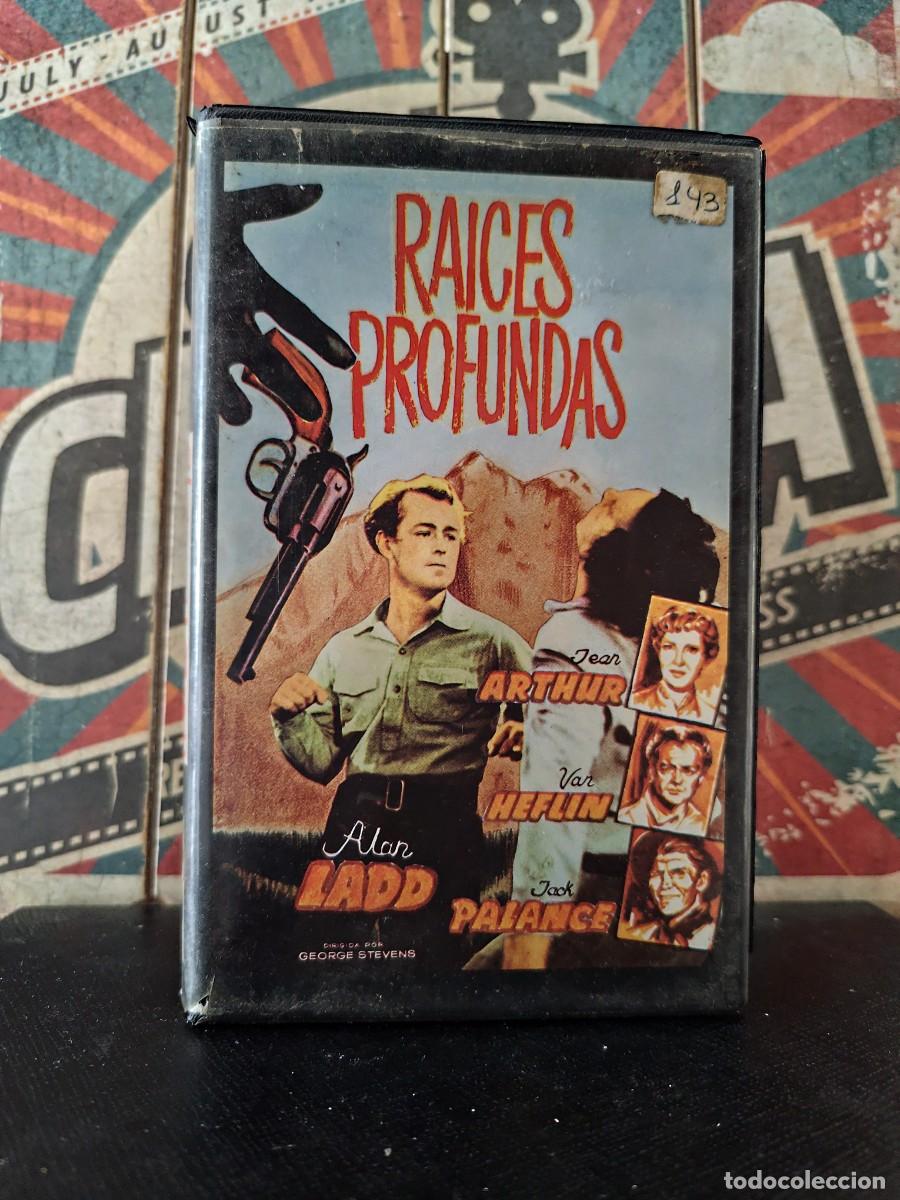 JULY - AUGUST
143
RAICES
PROFUNDAS
Jean
ARTHUR
Van
HEFLIN
Alan
LADD
Jack
PALANCE
DIRIGIDA POR
GEORGE STEVENS
todocoleccion